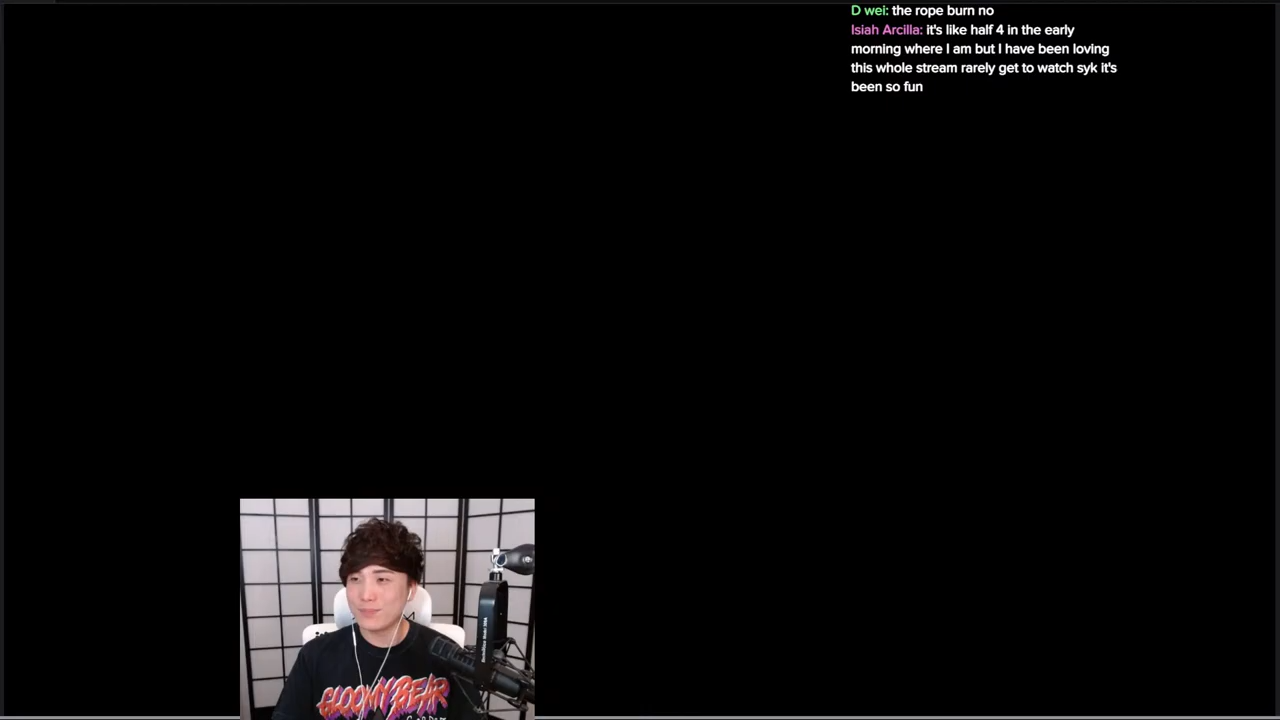 D wei: the rope burn no
Isiah Arcilla: it's like half 4 in the early
morning where I am but I have been loving
this whole stream rarely get to watch syk it's
been so fun
GLOOMY BEAR